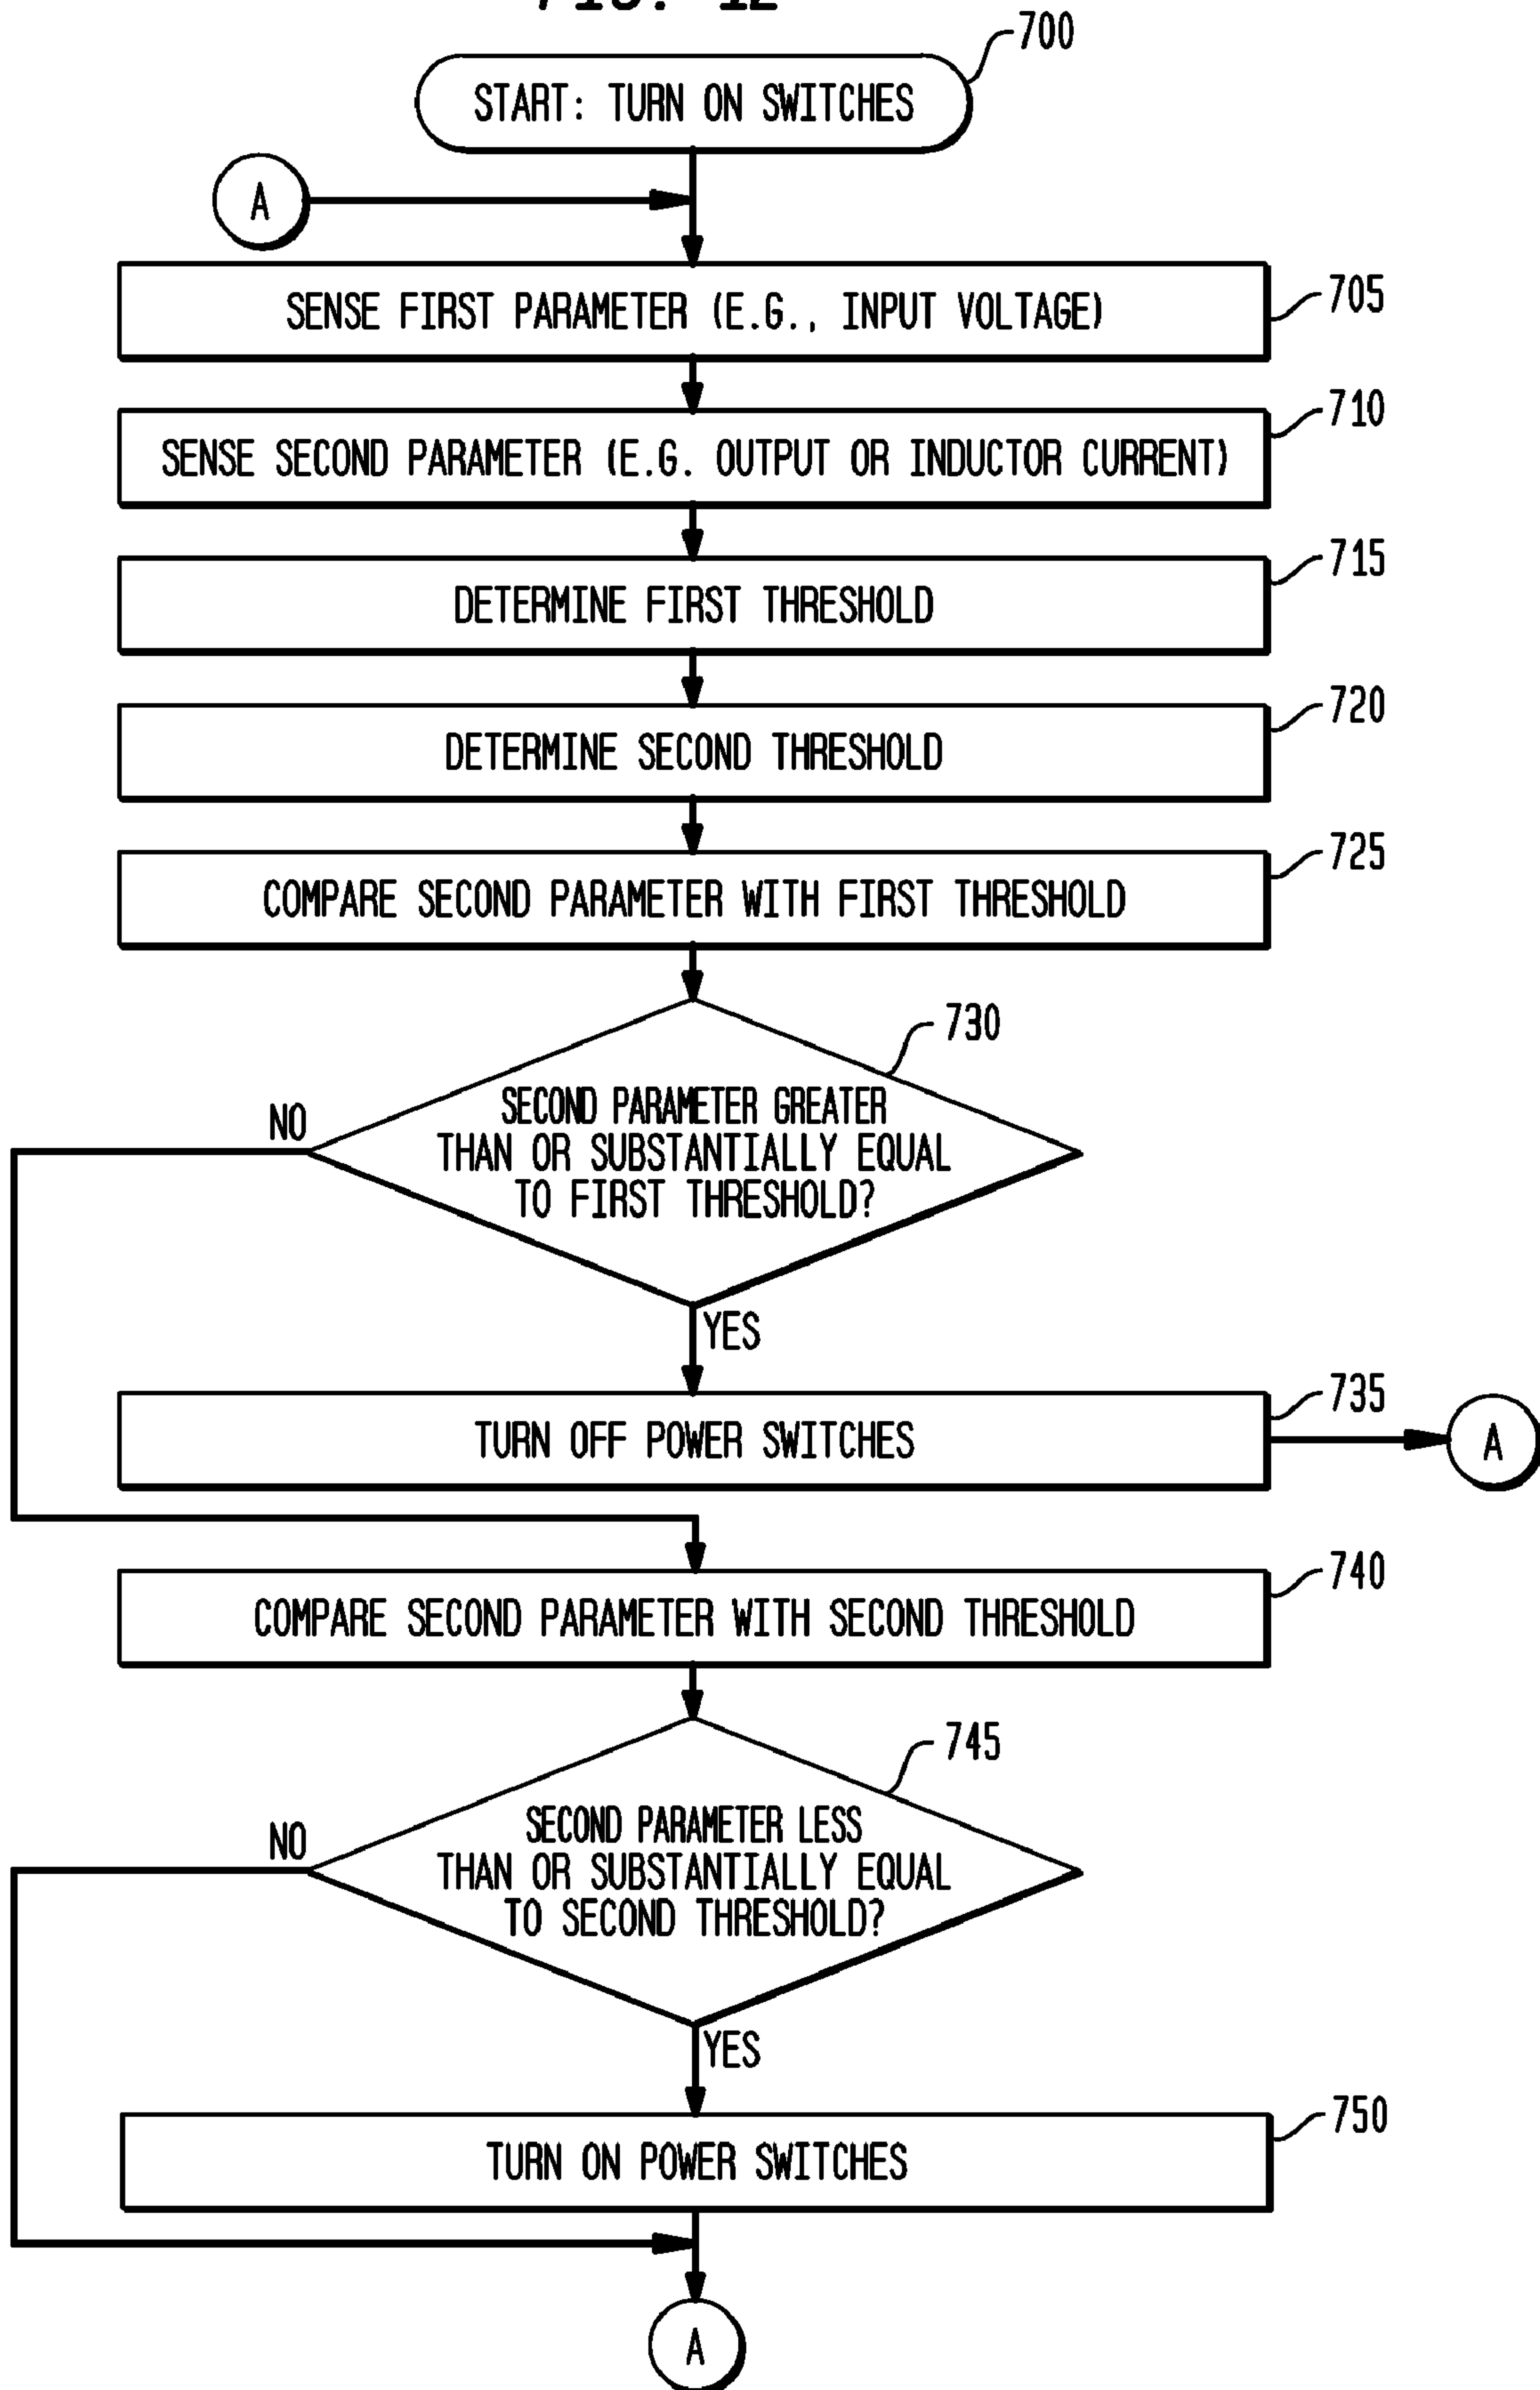 700
START: TURN ON SWITCHES
A
SENSE FIRST PARAMETER (E.G., INPUT VOLTAGE)
705
SENSE SECOND PARAMETER (E.G. OUTPUT OR INDUCTOR CURRENT)
710
DETERMINE FIRST THRESHOLD
715
DETERMINE SECOND THRESHOLD
720
COMPARE SECOND PARAMETER WITH FIRST THRESHOLD
725
730
SECOND PARAMETER GREATER
THAN OR SUBSTANTIALLY EQUAL
TO FIRST THRESHOLD?
NO
YES
TURN OFF POWER SWITCHES
735
A
COMPARE SECOND PARAMETER WITH SECOND THRESHOLD
740
745
SECOND PARAMETER LESS
THAN OR SUBSTANTIALLY EQUAL
TO SECOND THRESHOLD?
NO
YES
TURN ON POWER SWITCHES
750
A